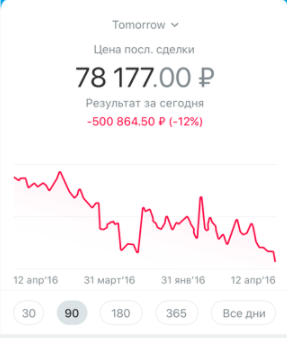 Tomorrow
Цена посл. сделки
78 177.00 ₽
Результат за сегодня
-500 864.50 ₽ (-12%)
12 апр'16 31 март'16 31 янв'16 12 апр'16
30 90 180 365 Все дни